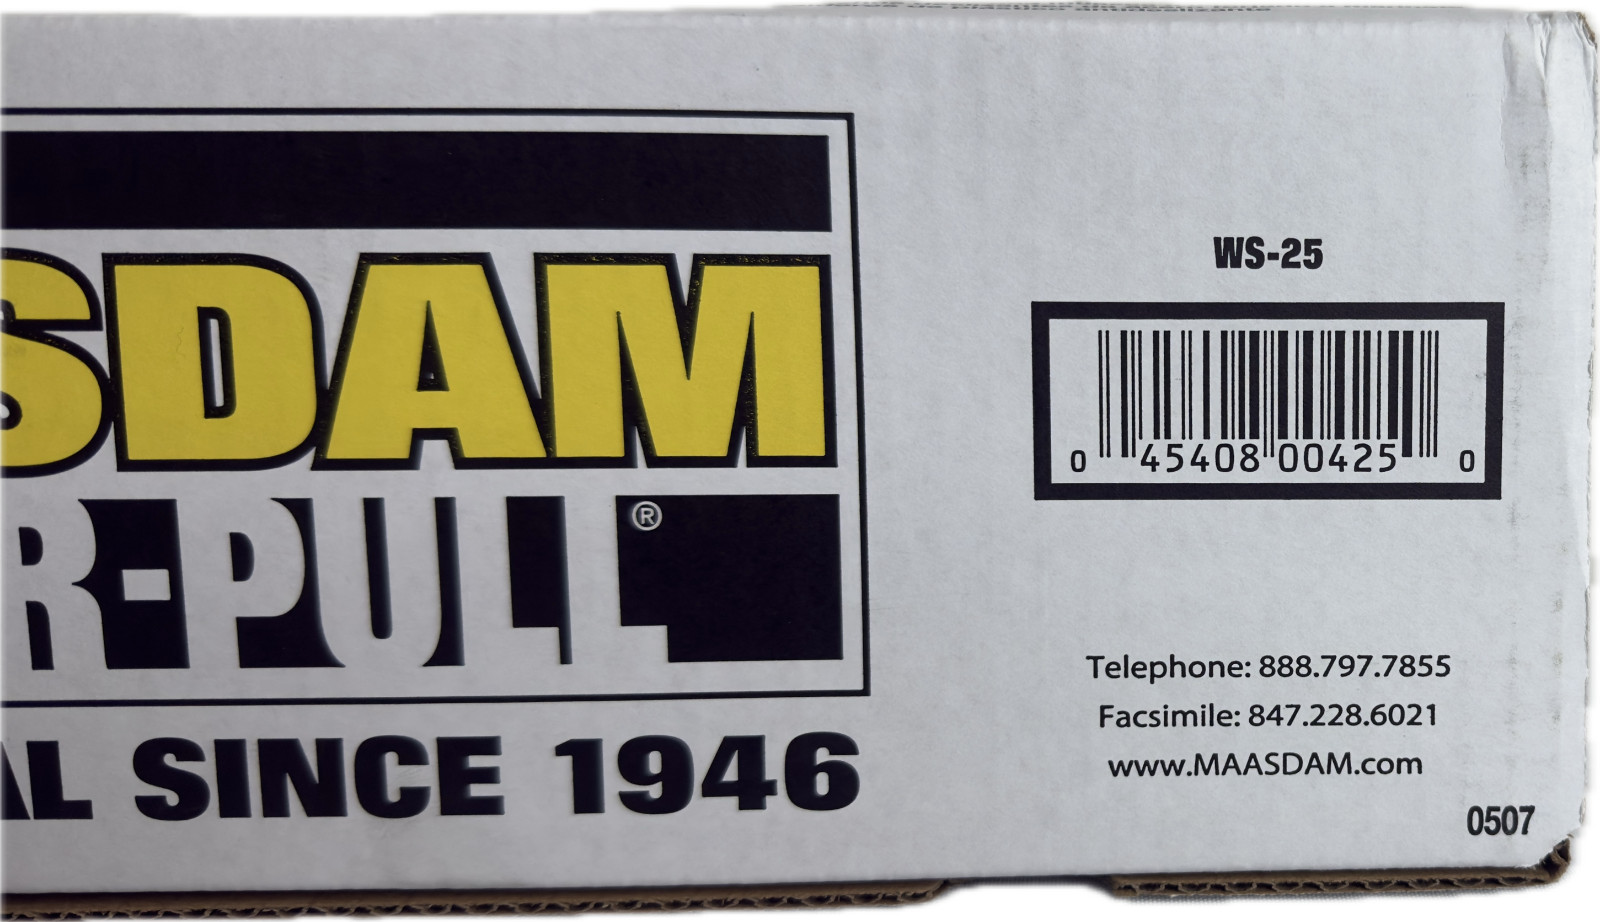 SDAM
R-PULL®
AL SINCE 1946
WS-25
0 45408 00425 0
Telephone: 888.797.7855
Facsimile: 847.228.6021
www.MAASDAM.com
0507